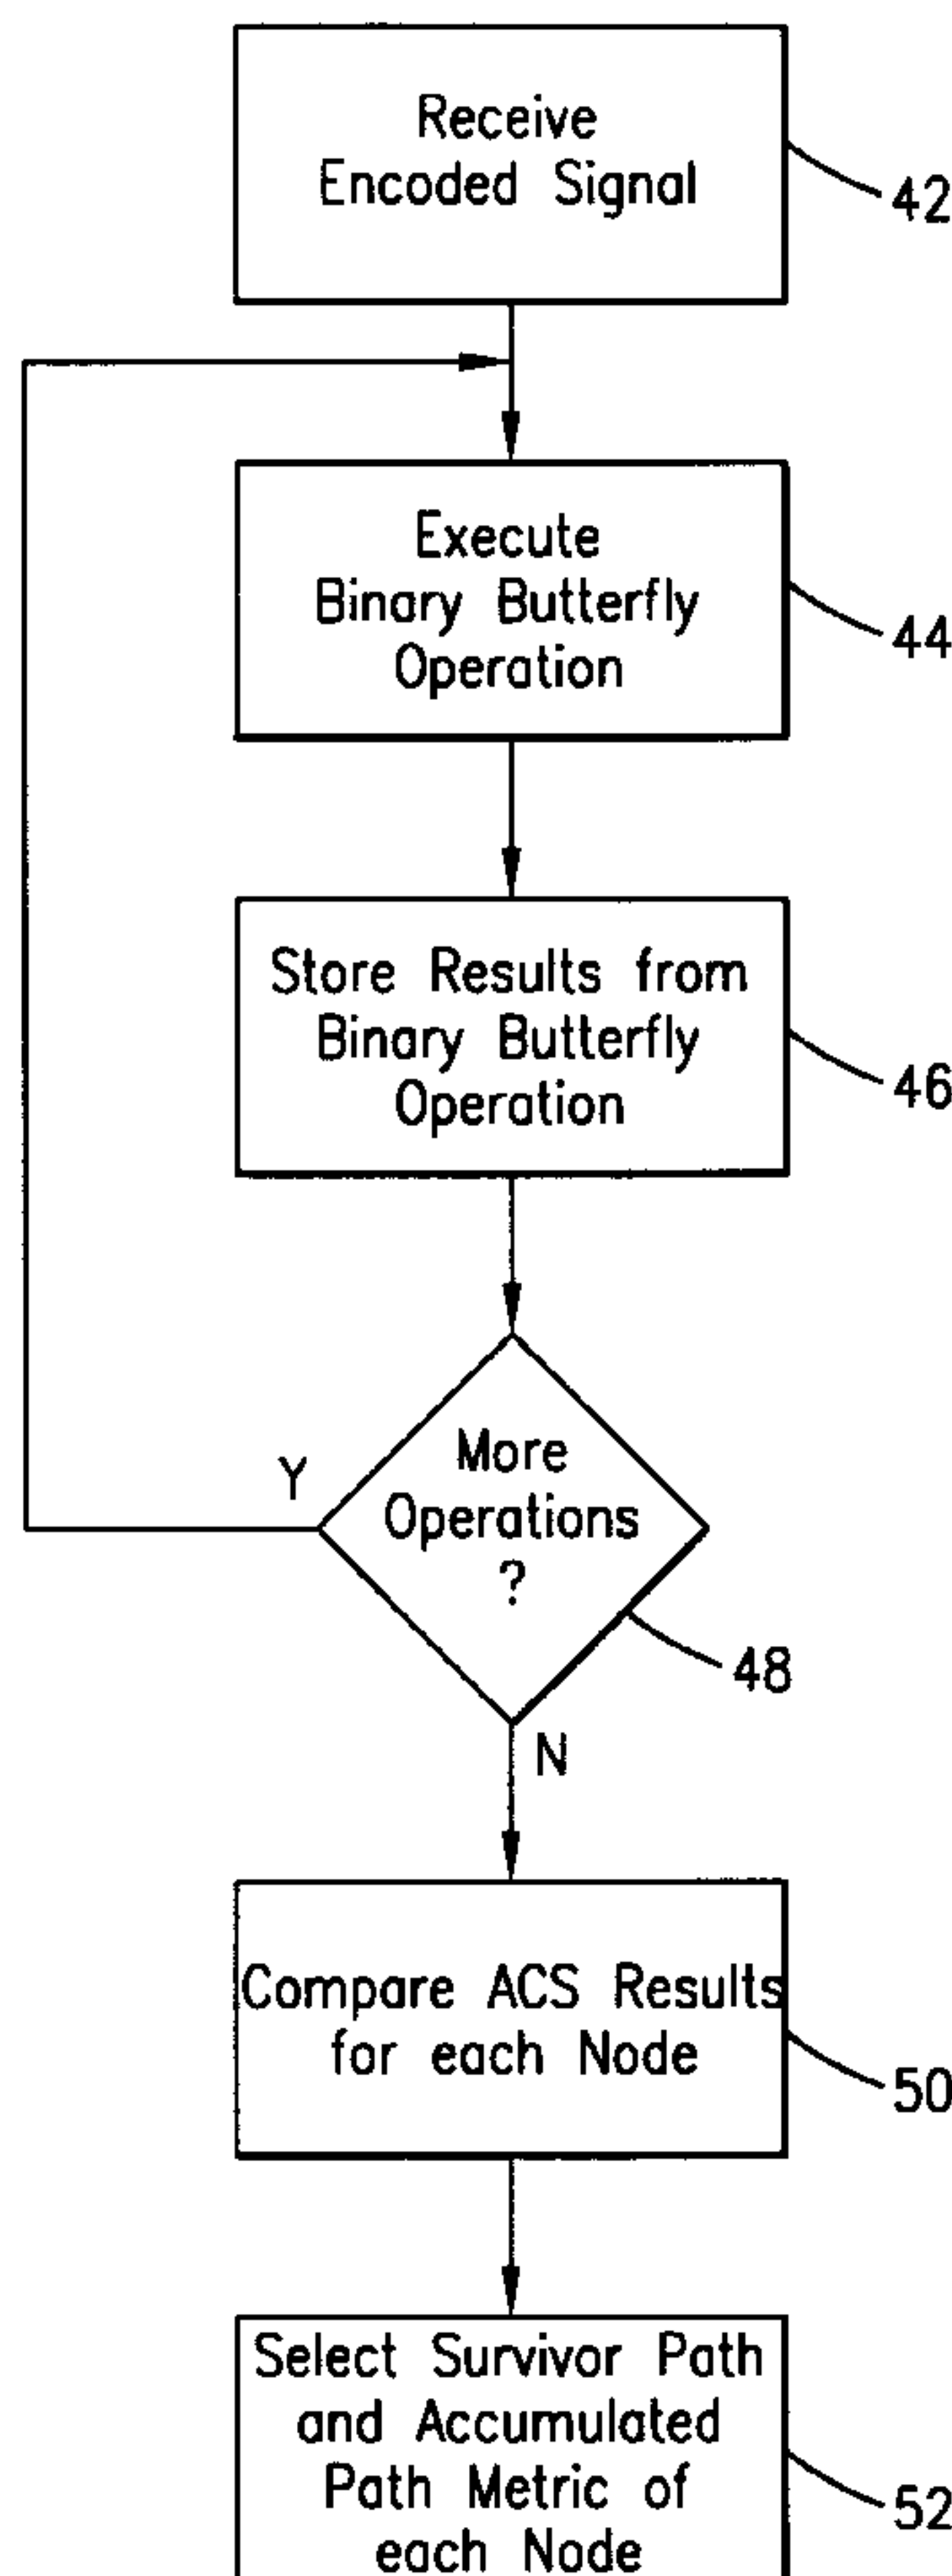 Receive
Encoded Signal
42
Execute
Binary Butterfly
Operation
44
Store Results from
Binary Butterfly
Operation
46
More
Operations
?
Y
48
N
Compare ACS Results
for each Node
50
Select Survivor Path
and Accumulated
Path Metric of
each Node
52